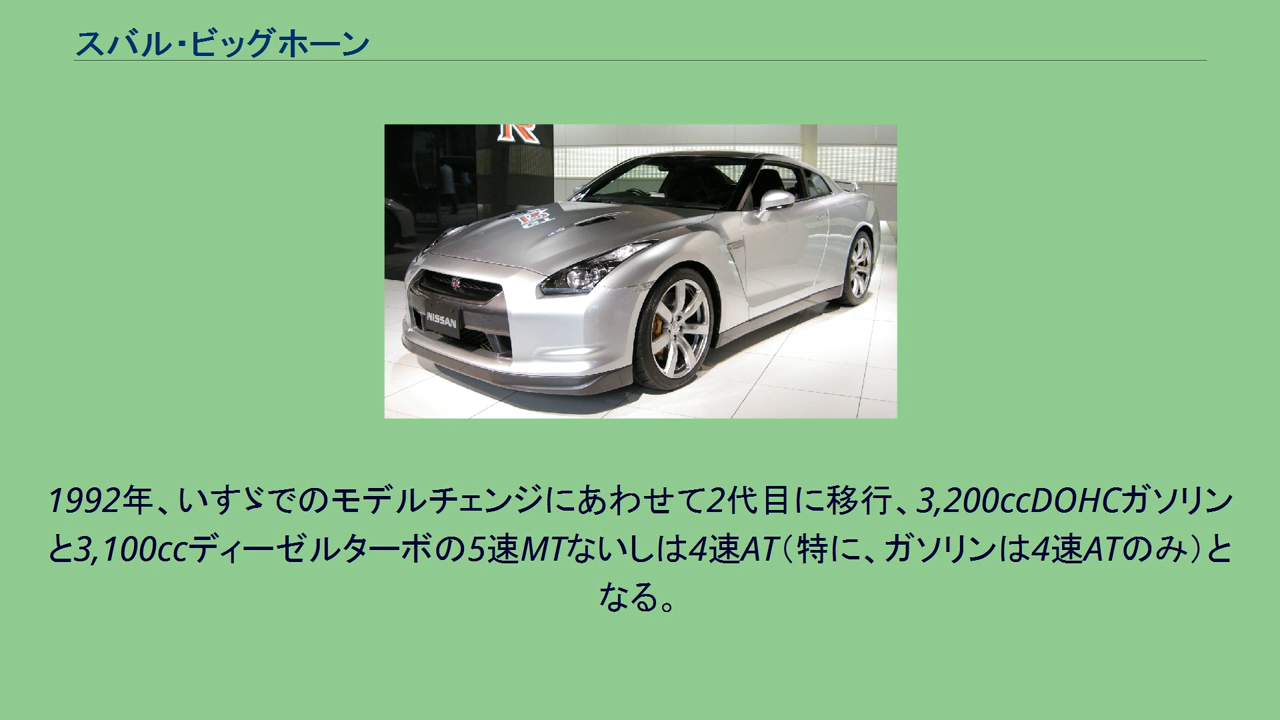 スバル・ビッグホーン
R
NISSAN
1992年、いすゞでのモデルチェンジにあわせて2代目に移行、3,200ccDOHCガソリン
と3,100ccディーゼルターボの5速MTないしは4速AT（特に、ガソリンは4速ATのみ）と
なる。